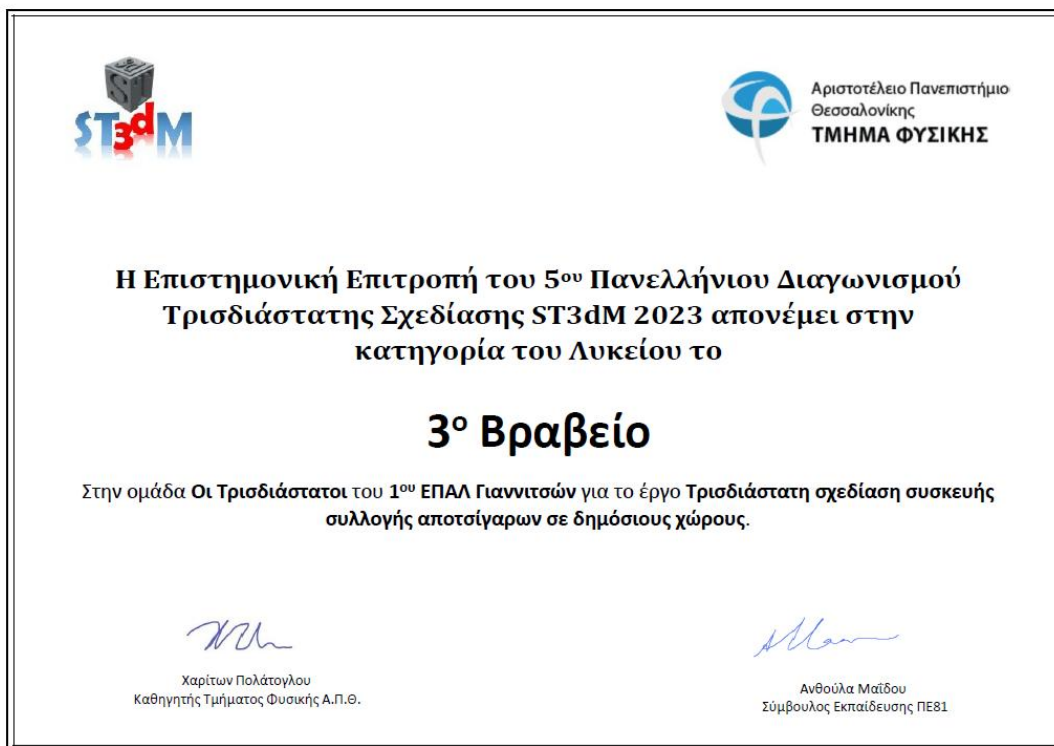 ST3dM
Αριστοτέλειο Πανεπιστήμιο
Θεσσαλονίκης
ΤΜΗΜΑ ΦΥΣΙΚΗΣ
Η Επιστημονική Επιτροπή του 5ου Πανελλήνιου Διαγωνισμού
Τρισδιάστατης Σχεδίασης ST3dM 2023 απονέμει στην
κατηγορία του Λυκείου το
3ο Βραβείο
Στην ομάδα Οι Τρισδιάστατοι του 1ου ΕΠΑΛ Γιαννιτσών για το έργο Τρισδιάστατη σχεδίαση συσκευής
συλλογής αποτσίγαρων σε δημόσιους χώρους.
Χαρίτων Πολάτογλου
Καθηγητής Τμήματος Φυσικής Α.Π.Θ.
Ανθούλα Μαΐδου
Σύμβουλος Εκπαίδευσης ΠΕ81